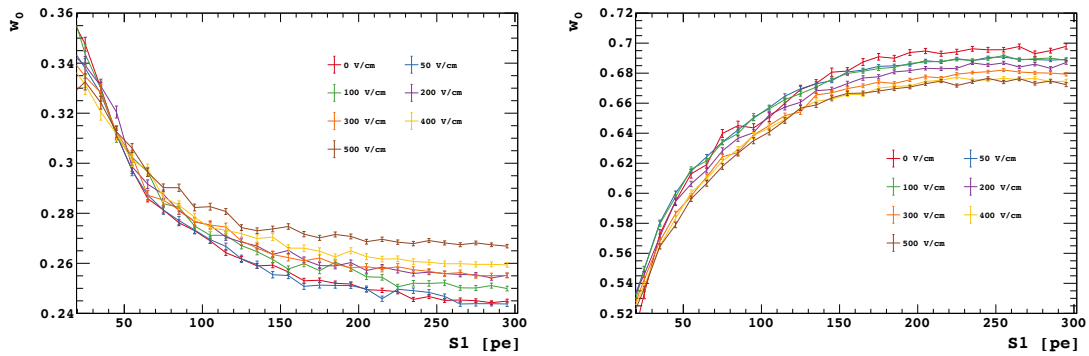 w0
0.36
0.34
0.32
0.3
0.28
0.26
0.24
50 100 150 200 250 300
S1 [pe]
0 V/cm 50 V/cm
100 V/cm 200 V/cm
300 V/cm 400 V/cm
500 V/cm
w0
0.72
0.7
0.68
0.66
0.64
0.62
0.6
0.58
0.56
0.54
0.52
50 100 150 200 250 300
S1 [pe]
0 V/cm 50 V/cm
100 V/cm 200 V/cm
300 V/cm 400 V/cm
500 V/cm